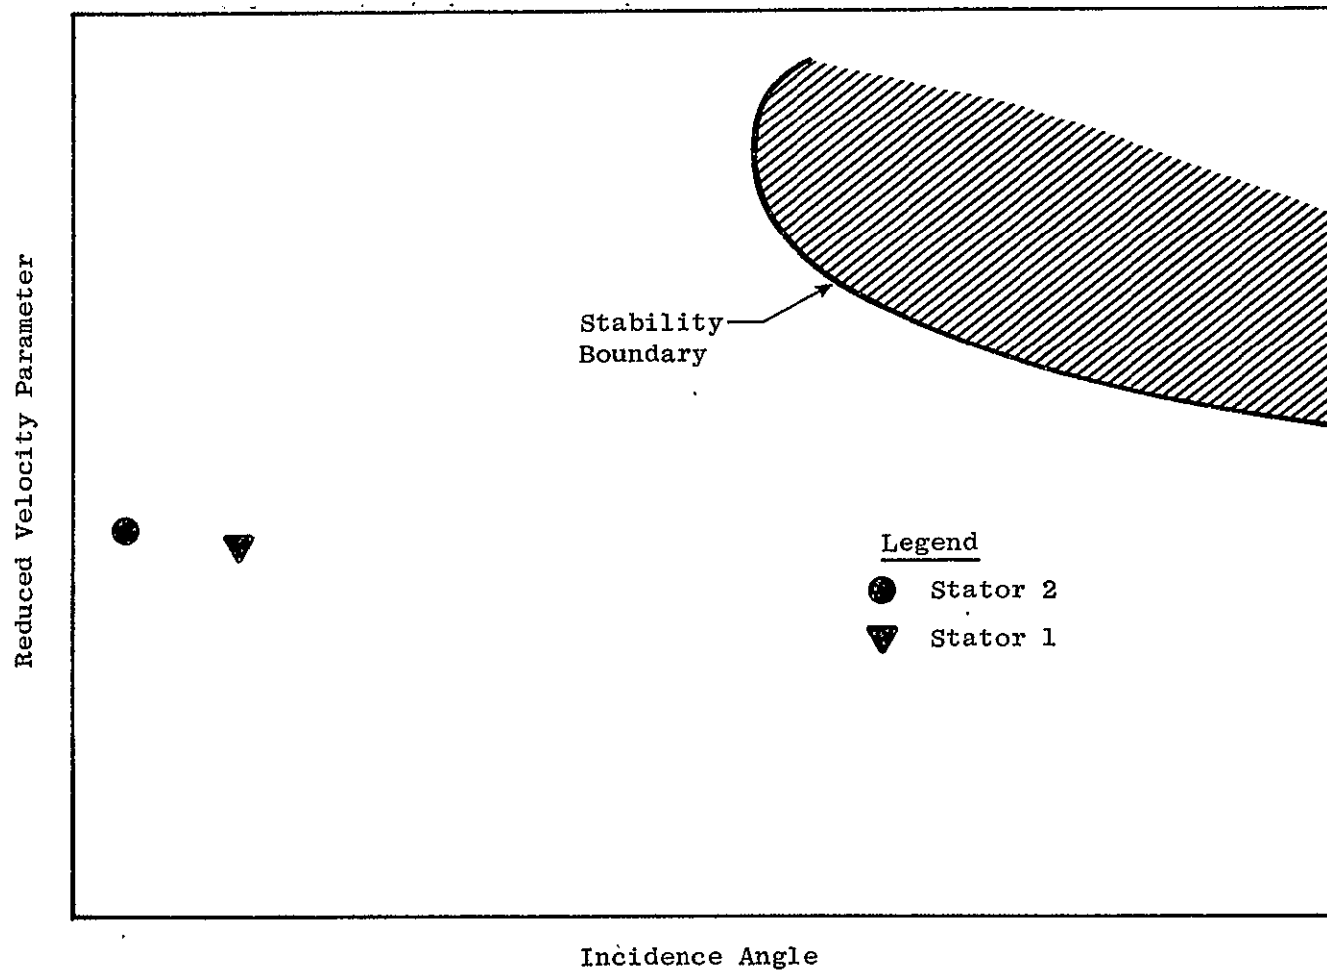 Reduced Velocity Parameter
Stability
Boundary
Legend
Stator 2
Stator 1
Incidence Angle